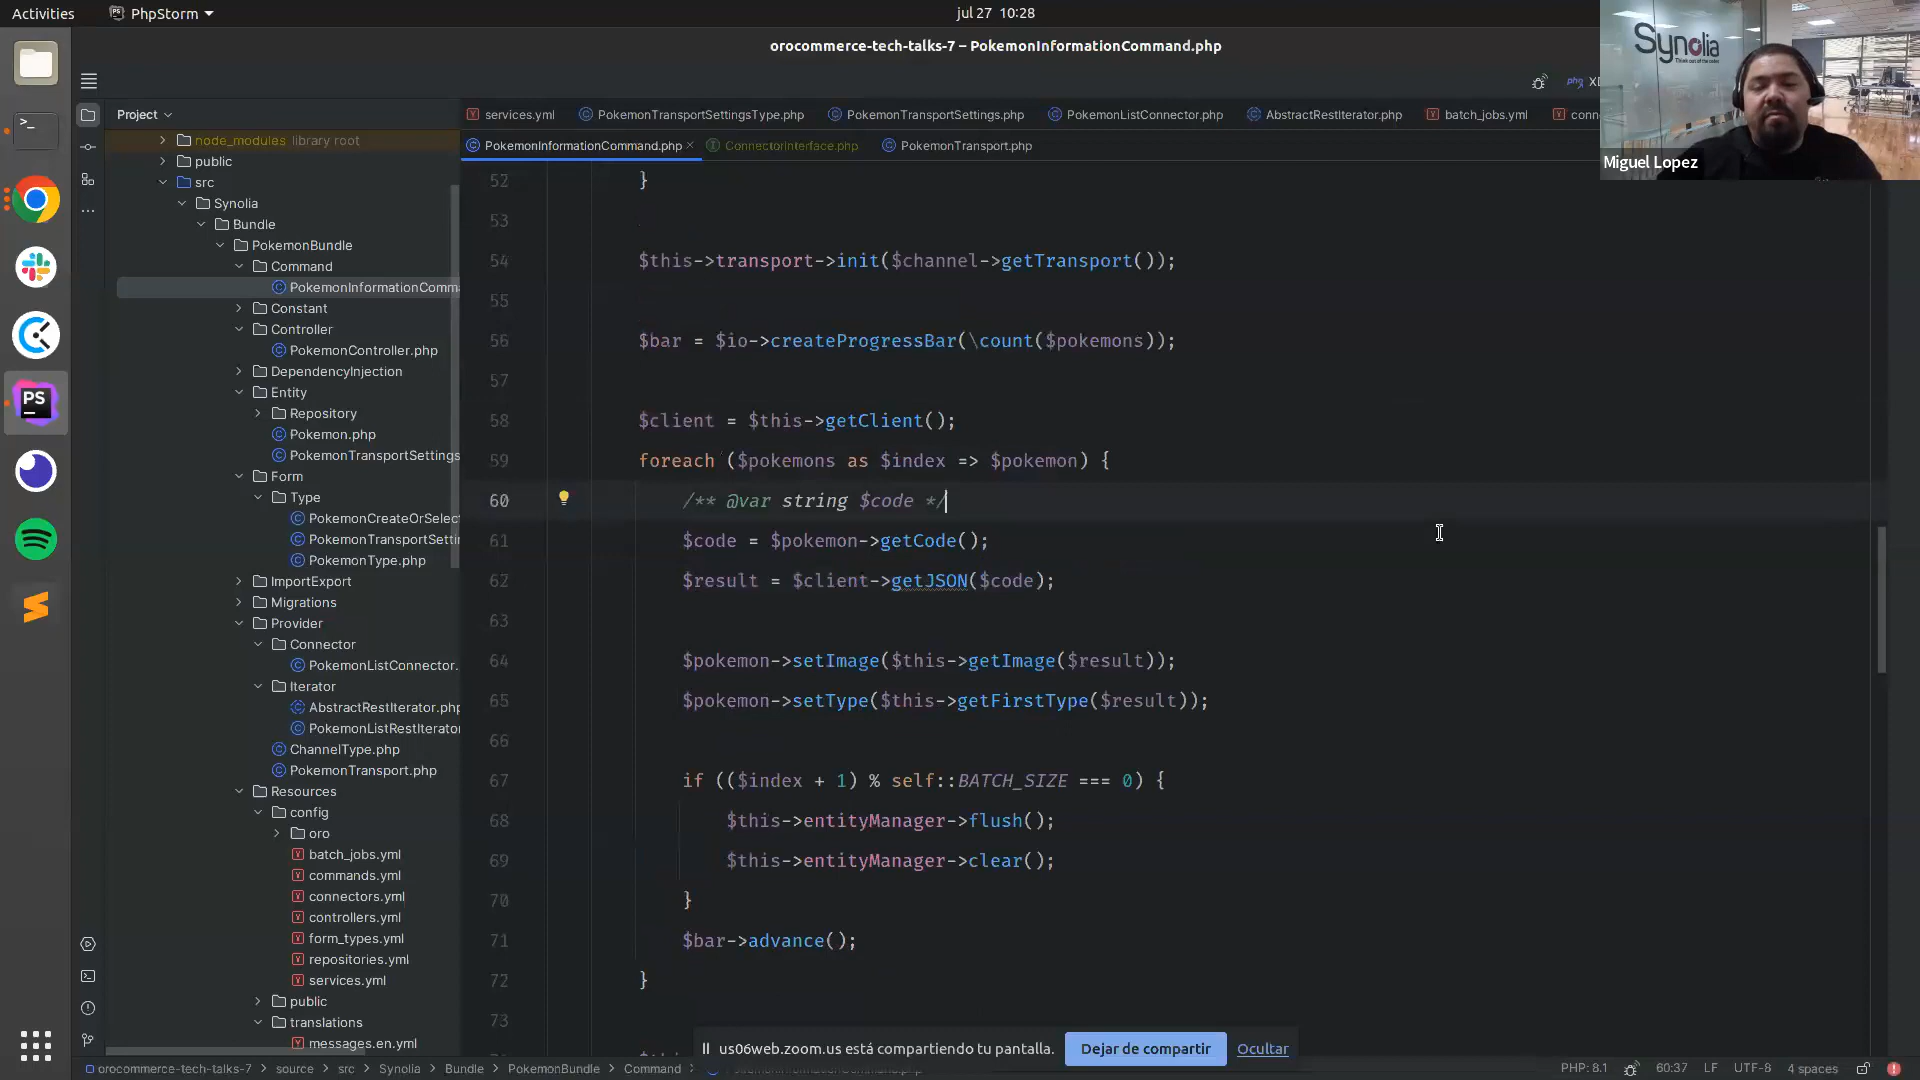 Activities
PhpStorm
jul 27 10:28
orocommerce-tech-talks-7 – PokemonInformationCommand.php
Synolia
Miguel Lopez
php
Project
services.yml
PokemonTransportSettingsType.php
PokemonTransportSettings.php
PokemonListConnector.php
AbstractRestIterator.php
batch_jobs.yml
PokemonInformationCommand.php
ConnectorInterface.php
PokemonTransport.php
node_modules library root
public
src
Synolia
Bundle
PokemonBundle
Command
PokemonInformationComma
Constant
Controller
PokemonController.php
DependencyInjection
Entity
Repository
Pokemon.php
PokemonTransportSettings
Form
Type
PokemonCreateOrSelect
PokemonTransportSetti
PokemonType.php
ImportExport
Migrations
Provider
Connector
PokemonListConnector.
Iterator
AbstractRestIterator.php
PokemonListRestIterator
ChannelType.php
PokemonTransport.php
Resources
config
oro
batch_jobs.yml
commands.yml
connectors.yml
controllers.yml
form_types.yml
repositories.yml
services.yml
public
translations
messages.en.yml
52 }
53
54 $this->transport->init($channel->getTransport());
55
56 $bar = $io->createProgressBar(\count($pokemons));
57
58 $client = $this->getClient();
59 foreach ($pokemons as $index => $pokemon) {
60 /** @var string $code */
61 $code = $pokemon->getCode();
62 $result = $client->getJSON($code);
63
64 $pokemon->setImage($this->getImage($result));
65 $pokemon->setType($this->getFirstType($result));
66
67 if (($index + 1) % self::BATCH_SIZE === 0) {
68 $this->entityManager->flush();
69 $this->entityManager->clear();
70 }
71 $bar->advance();
72 }
73
us06web.zoom.us está compartiendo tu pantalla.
Dejar de compartir
Ocultar
orocommerce-tech-talks-7 > source > src > Synolia > Bundle > PokemonBundle > Command >
PHP: 8.1
60:37
LF
UTF-8
4 spaces